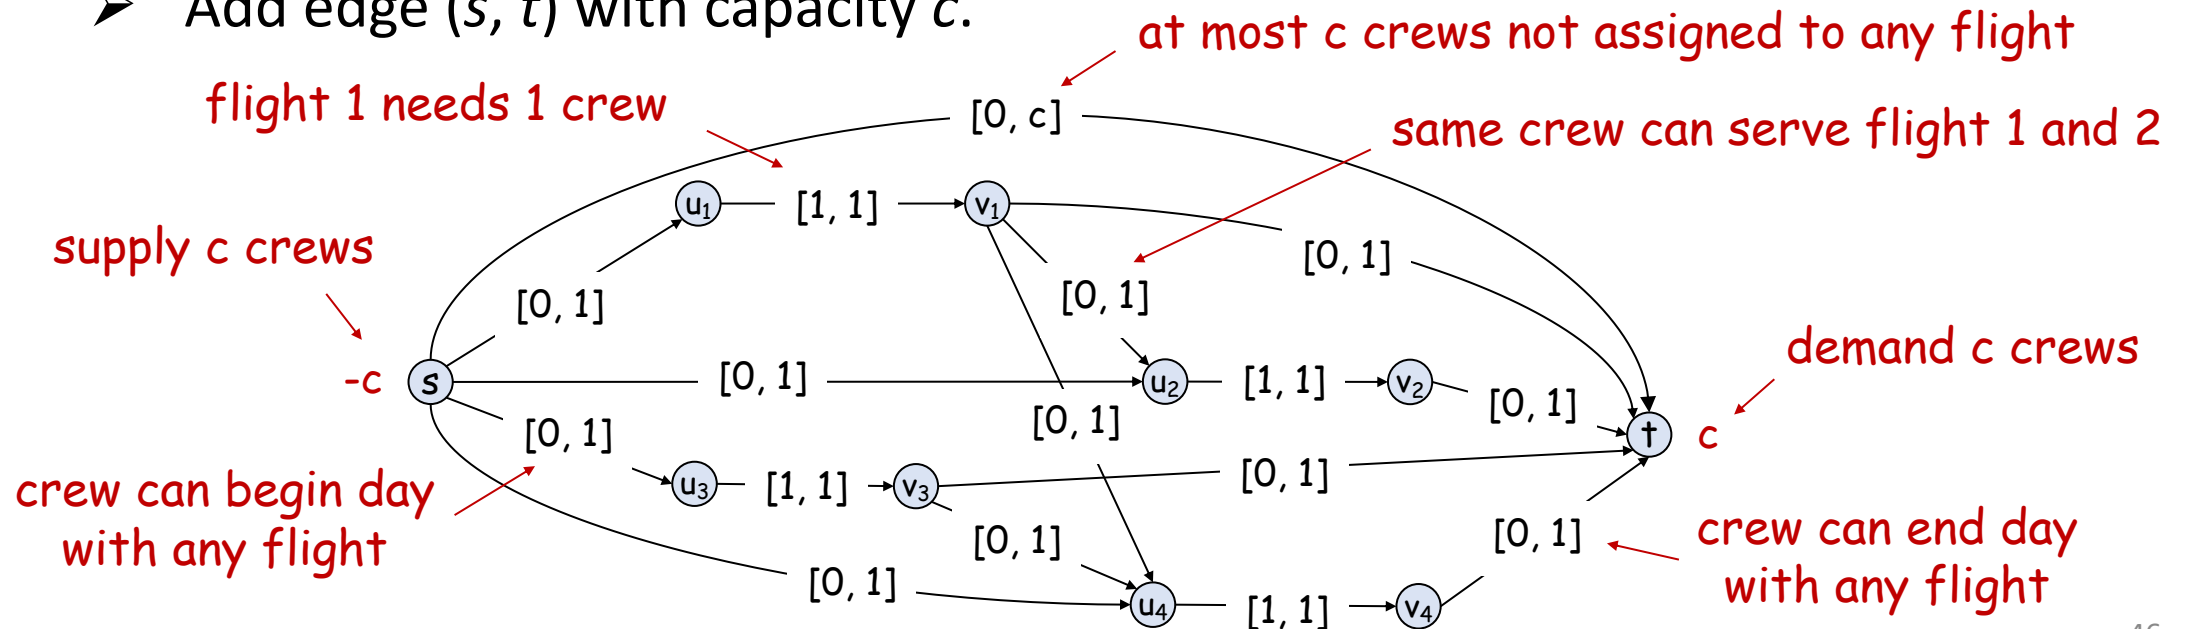 ➤ Add edge (s, t) with capacity c.
at most c crews not assigned to any flight
flight 1 needs 1 crew
[0, c]
same crew can serve flight 1 and 2
u1 [1, 1] v1
supply c crews
[0, 1]
[0, 1]
[0, 1]
demand c crews
-c s [0, 1] u2 [1, 1] v2 [0, 1]
[0, 1]
[0, 1]
t c
crew can begin day
with any flight
u3 [1, 1] v3 [0, 1]
[0, 1]
[0, 1]
crew can end day
with any flight
[0, 1]
u4 [1, 1] v4